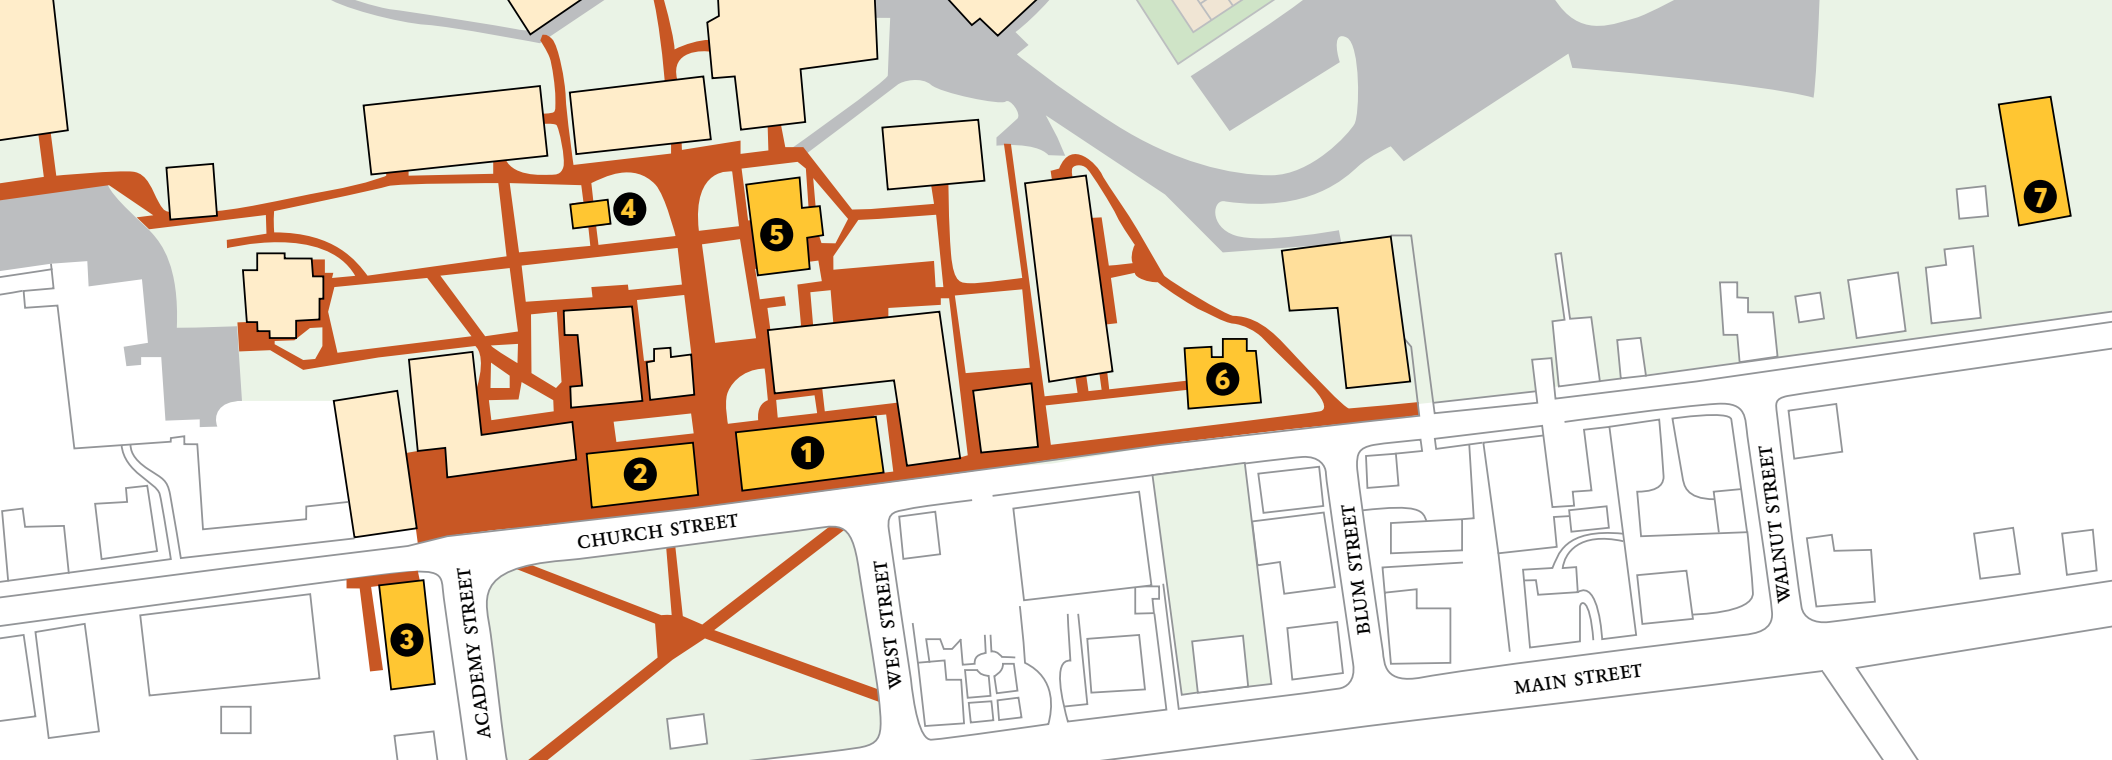 7
4
5
6
1
2
CHURCH STREET
3
ACADEMY STREET
WEST STREET
BLUM STREET
WALNUT STREET
MAIN STREET